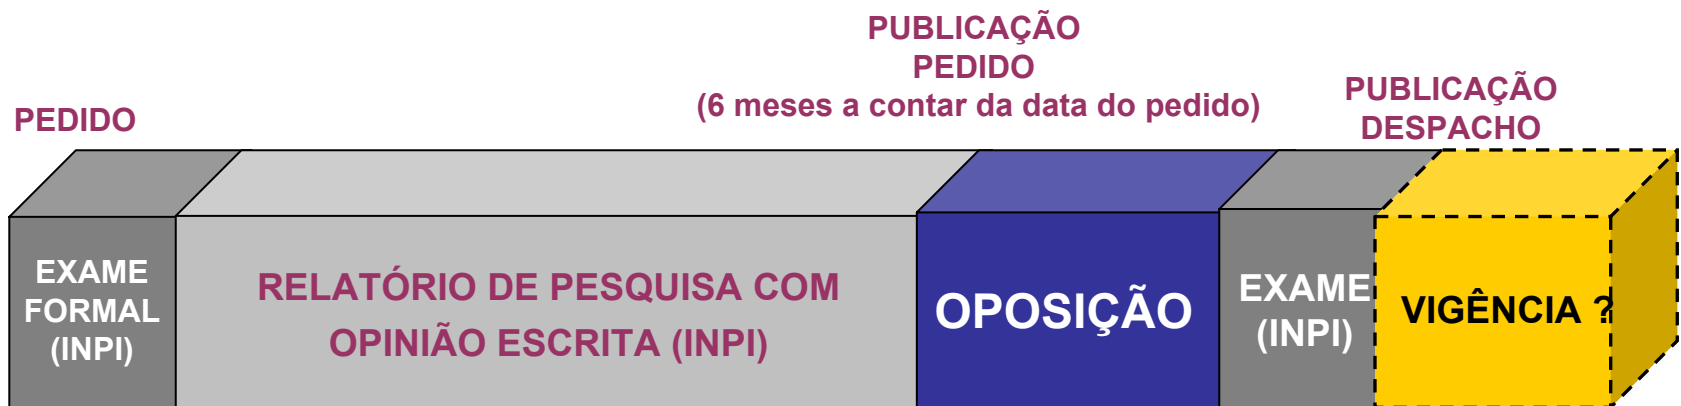 PEDIDO
PUBLICAÇÃO
PEDIDO
(6 meses a contar da data do pedido)
PUBLICAÇÃO
DESPACHO
EXAME
FORMAL
(INPI)
RELATÓRIO DE PESQUISA COM
OPINIÃO ESCRITA (INPI)
OPOSIÇÃO
EXAME
(INPI)
VIGÊNCIA ?